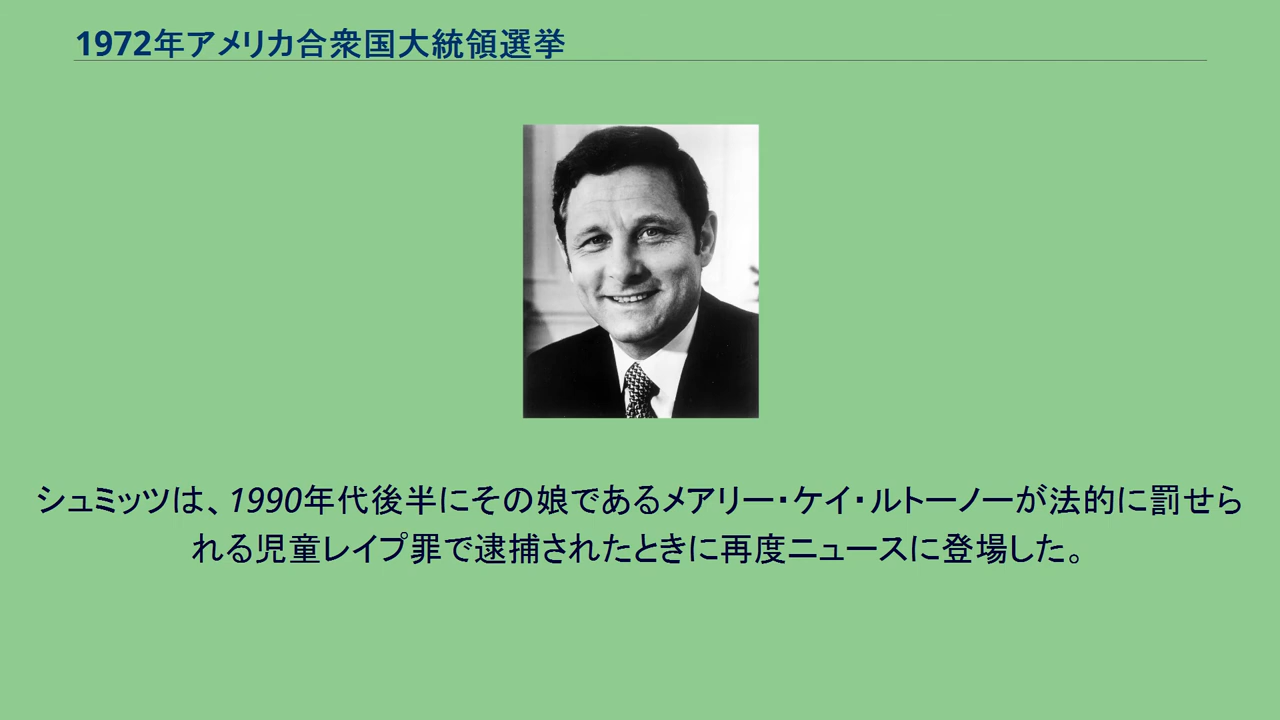 1972年アメリカ合衆国大統領選挙
シュミッツは、1990年代後半にその娘であるメアリー・ケイ・ルトーノーが法的に罰せら
れる児童レイプ罪で逮捕されたときに再度ニュースに登場した。